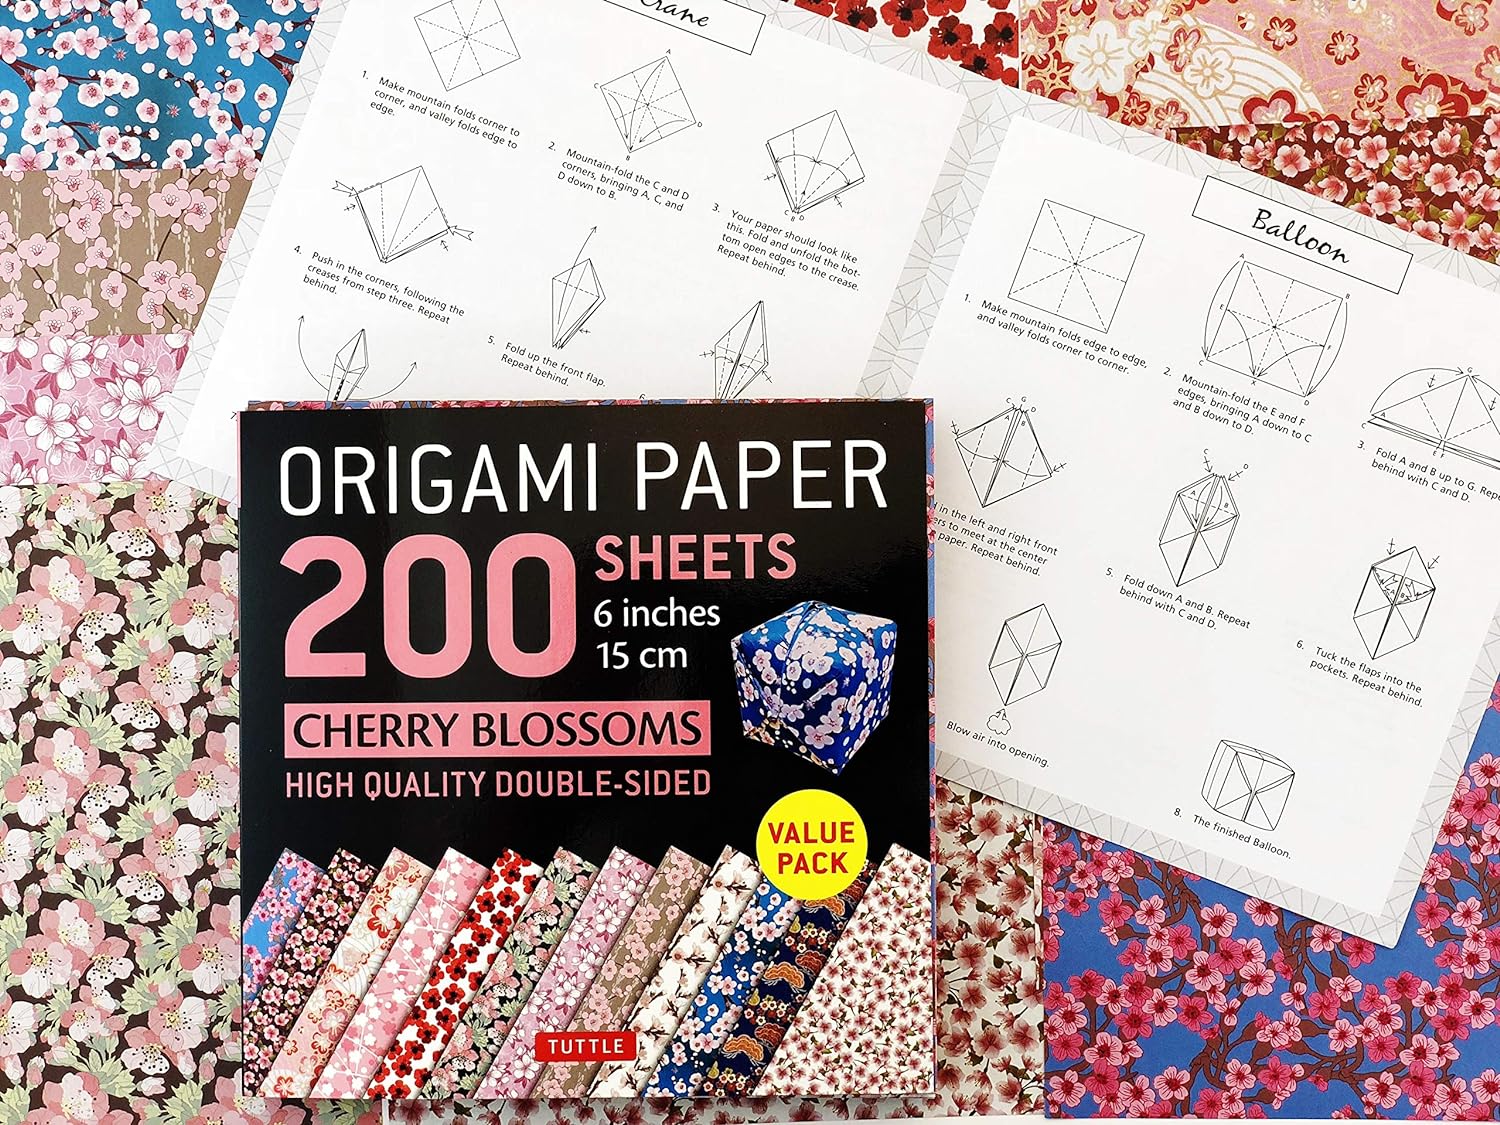 Crane
1. Make mountain folds corner to
corner, and valley folds edge to
edge.
A
C
D
B
2. Mountain-fold the C and D
corners, bringing A, C, and
D down to B.
A
C
B
D
3. Your paper should look like
this. Fold and unfold the bot-
tom open edges to the crease.
Repeat behind.
4. Push in the corners, following the
creases from step three. Repeat
behind.
5. Fold up the front flap.
Repeat behind.
6.
Balloon
1. Make mountain folds edge to edge,
and valley folds corner to corner.
A
B
E
F
C
X
D
2. Mountain-fold the E and F
edges, bringing A down to C
and B down to D.
G
A
C
E
F
3. Fold A and B up to G.
behind with C and D.
C
G
D
A
B
in the left and right front
to meet at the center
paper. Repeat behind.
C
D
A
B
5. Fold down A and B. Repeat
behind with C and D.
A
B
6. Tuck the flaps into the
pockets. Repeat behind.
Blow air into opening.
8. The finished Balloon.
ORIGAMI PAPER
200 SHEETS
6 inches
15 cm
CHERRY BLOSSOMS
HIGH QUALITY DOUBLE-SIDED
VALUE
PACK
TUTTLE